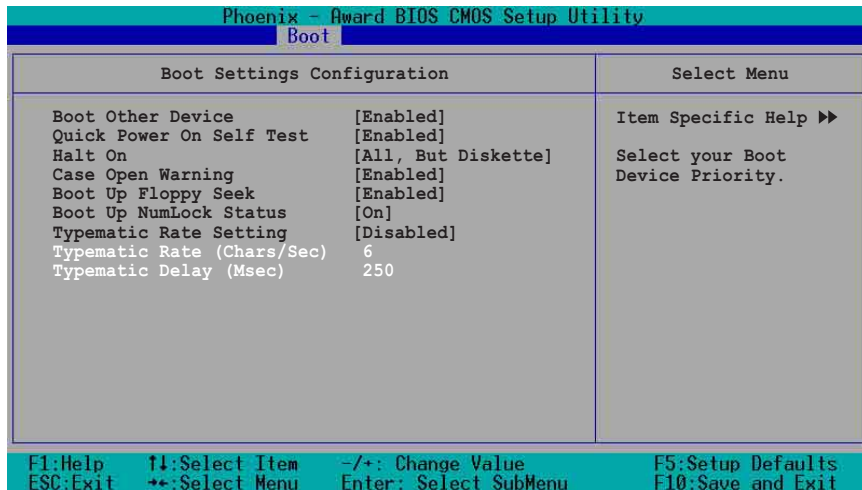 Phoenix - Award BIOS CMOS Setup Utility
Boot
Boot Settings Configuration
Select Menu
Boot Other Device [Enabled]
Quick Power On Self Test [Enabled]
Halt On [All, But Diskette]
Case Open Warning [Enabled]
Boot Up Floppy Seek [Enabled]
Boot Up NumLock Status [On]
Typematic Rate Setting [Disabled]
Typematic Rate (Chars/Sec) 6
Typematic Delay (Msec) 250
Item Specific Help ▶▶
Select your Boot
Device Priority.
F1:Help ↑↓:Select Item -/+: Change Value F5:Setup Defaults
ESC:Exit →←:Select Menu Enter: Select SubMenu F10:Save and Exit